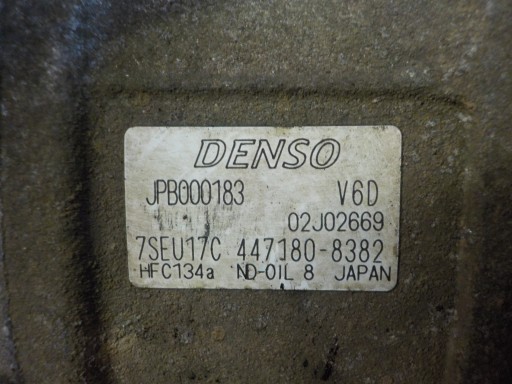 DENSO
JPB000183 V6D
02J02669
7SEU17C 447180-8382
HFC134a ND-OIL 8 JAPAN